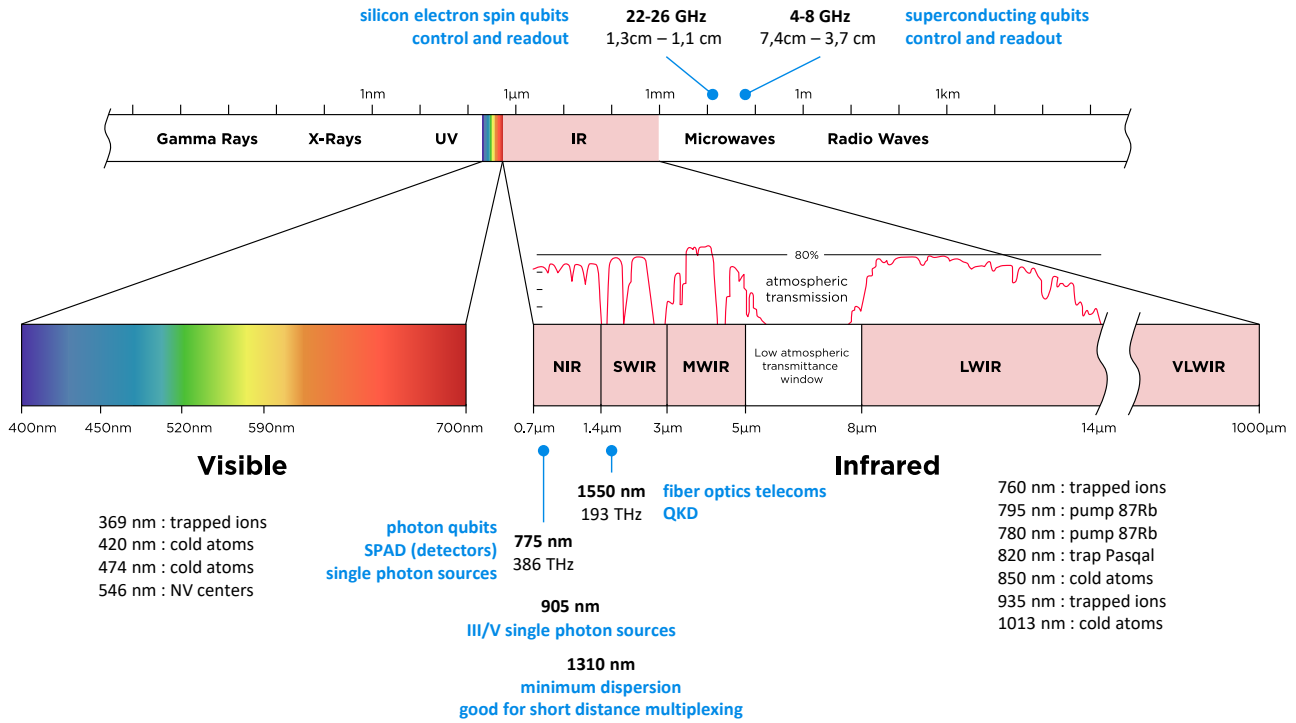 silicon electron spin qubits
control and readout
22-26 GHz
1,3cm – 1,1 cm
4-8 GHz
7,4cm – 3,7 cm
superconducting qubits
control and readout
1nm
1µm
1mm
1m
1km
Gamma Rays
X-Rays
UV
IR
Microwaves
Radio Waves
80%
atmospheric
transmission
NIR
SWIR
MWIR
Low atmospheric
transmittance
window
LWIR
VLWIR
400nm
450nm
520nm
590nm
700nm
0.7µm
1.4µm
3µm
5µm
8µm
14µm
1000µm
Visible
Infrared
369 nm : trapped ions
420 nm : cold atoms
474 nm : cold atoms
546 nm : NV centers
photon qubits
SPAD (detectors)
single photon sources
775 nm
386 THz
1550 nm
193 THz
fiber optics telecoms
QKD
905 nm
III/V single photon sources
1310 nm
minimum dispersion
good for short distance multiplexing
760 nm : trapped ions
795 nm : pump 87Rb
780 nm : pump 87Rb
820 nm : trap Pasqal
850 nm : cold atoms
935 nm : trapped ions
1013 nm : cold atoms